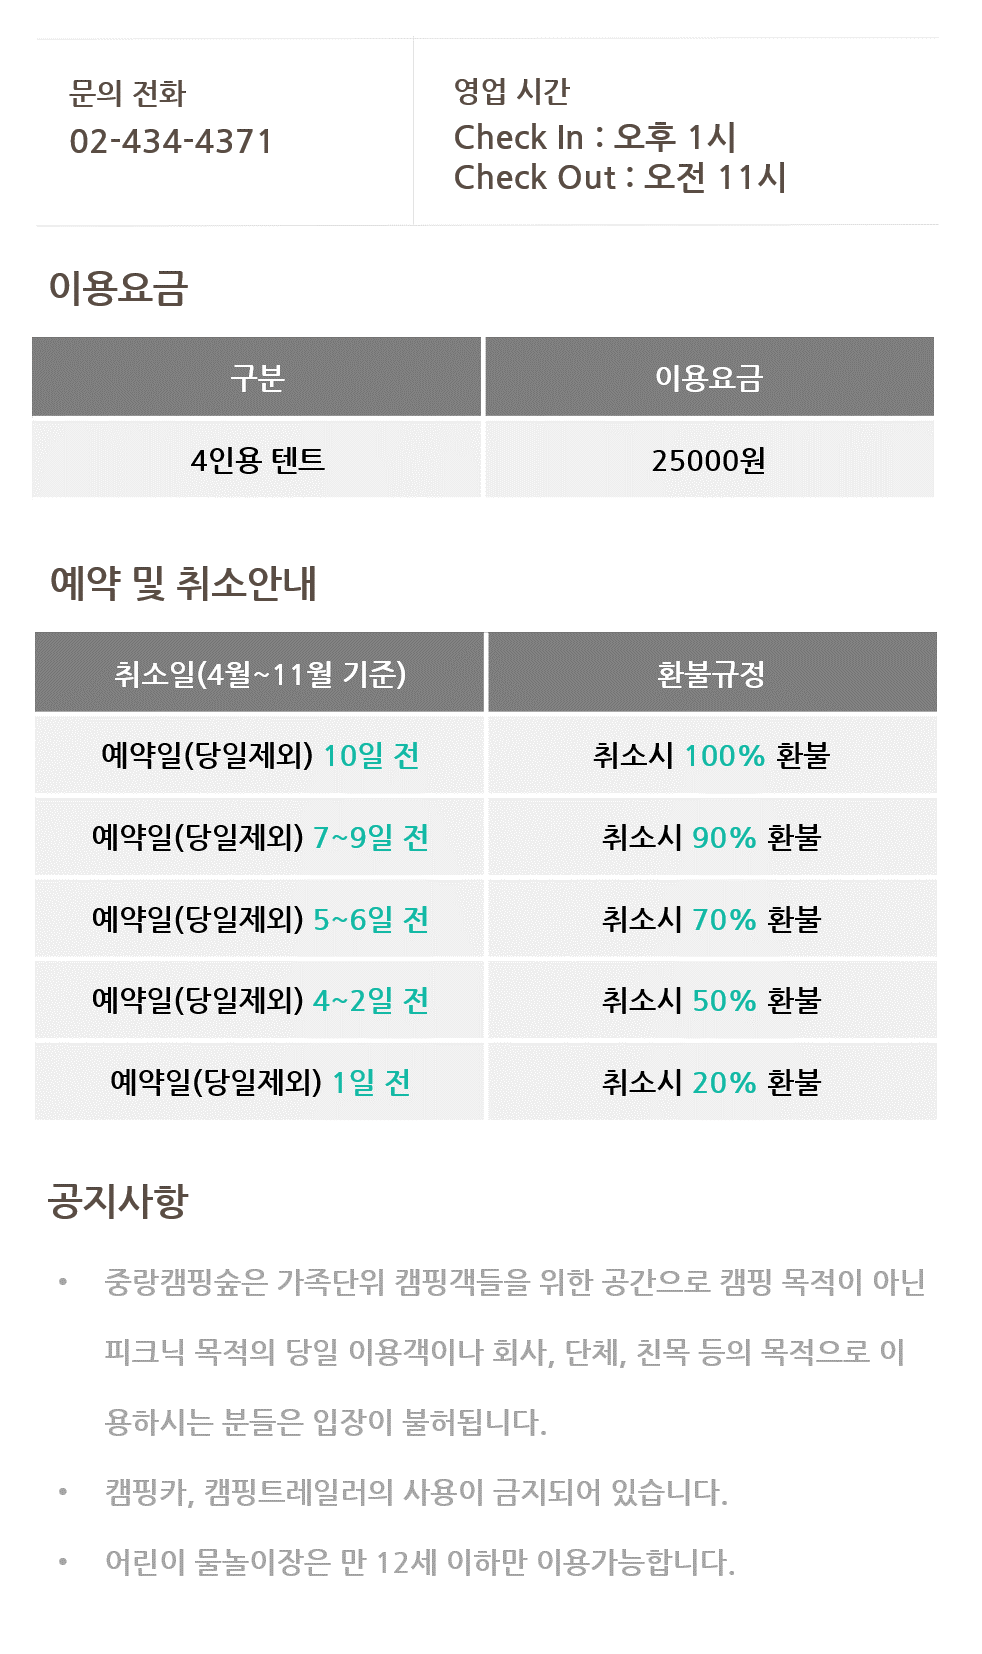 문의 전화
02-434-4371
영업 시간
Check In : 오후 1시
Check Out : 오전 11시
이용요금
구분 이용요금
4인용 텐트 25000원
예약 및 취소안내
취소일(4월~11월 기준) 환불규정
예약일(당일제외) 10일 전 취소시 100% 환불
예약일(당일제외) 7~9일 전 취소시 90% 환불
예약일(당일제외) 5~6일 전 취소시 70% 환불
예약일(당일제외) 4~2일 전 취소시 50% 환불
예약일(당일제외) 1일 전 취소시 20% 환불
공지사항
• 중랑캠핑숲은 가족단위 캠핑객들을 위한 공간으로 캠핑 목적이 아닌
피크닉 목적의 당일 이용객이나 회사, 단체, 친목 등의 목적으로 이
용하시는 분들은 입장이 불허됩니다.
• 캠핑카, 캠핑트레일러의 사용이 금지되어 있습니다.
• 어린이 물놀이장은 만 12세 이하만 이용가능합니다.